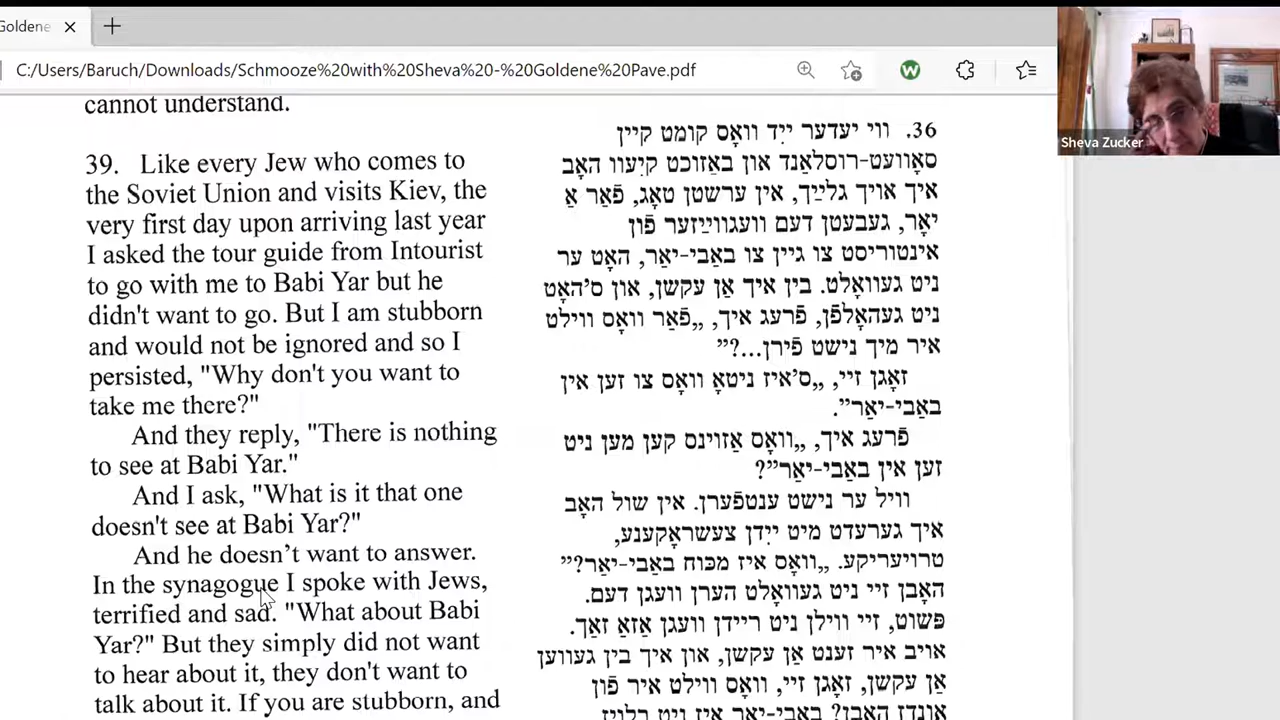 Goldene
C:/Users/Baruch/Downloads/Schmooze%20with%20Sheva%20-%20Goldene%20Pave.pdf
Sheva Zucker
cannot understand.
39. Like every Jew who comes to
the Soviet Union and visits Kiev, the
very first day upon arriving last year
I asked the tour guide from Intourist
to go with me to Babi Yar but he
didn't want to go. But I am stubborn
and would not be ignored and so I
persisted, "Why don't you want to
take me there?"
And they reply, "There is nothing
to see at Babi Yar."
And I ask, "What is it that one
doesn't see at Babi Yar?"
And he doesn’t want to answer.
In the synagogue I spoke with Jews,
terrified and sad. "What about Babi
Yar?" But they simply did not want
to hear about it, they don't want to
talk about it. If you are stubborn, and
36. ווי יעדער ייִד וואָס קומט קיין
סאָוועט-רוסלאַנד און באַזוכט קיִעוו האָב
איך אויך גלײַך, אין ערשטן טאָג, פֿאַר אַ
יאָר, געבעטן דעם וועגווײַזער פֿון
אינטוריסט צו גיין צו באַבי-יאַר, האָט ער
ניט געוואָלט. בין איך אַן עקשן, און ס'האָט
ניט געהאָלפֿן, פֿרעג איך, „פֿאַר וואָס ווילט
איר מיך נישט פֿירן...?”
זאָגן זיי, „ס'איז ניטאָ וואָס צו זען אין
באַבי-יאַר”.
פֿרעג איך, „וואָס אַזוינס קען מען ניט
זען אין באַבי-יאַר”?
וויל ער נישט ענטפֿערן. אין שול האָב
איך גערעדט מיט ייִדן צעשראָקענע,
טרויעריקע. „וואָס איז מכּוח באַבי-יאַר?”
האָבן זיי ניט געוואָלט הערן וועגן דעם.
פּשוט, זיי ווילן ניט ריידן וועגן אַזאַ זאַך.
אויב איר זענט אַן עקשן, און איך בין געווען
אַן עקשן, זאָגן זיי, וואָס ווילט איר פֿון
אונדז האָבן? באַבי-יאַר איז ניט בלויז